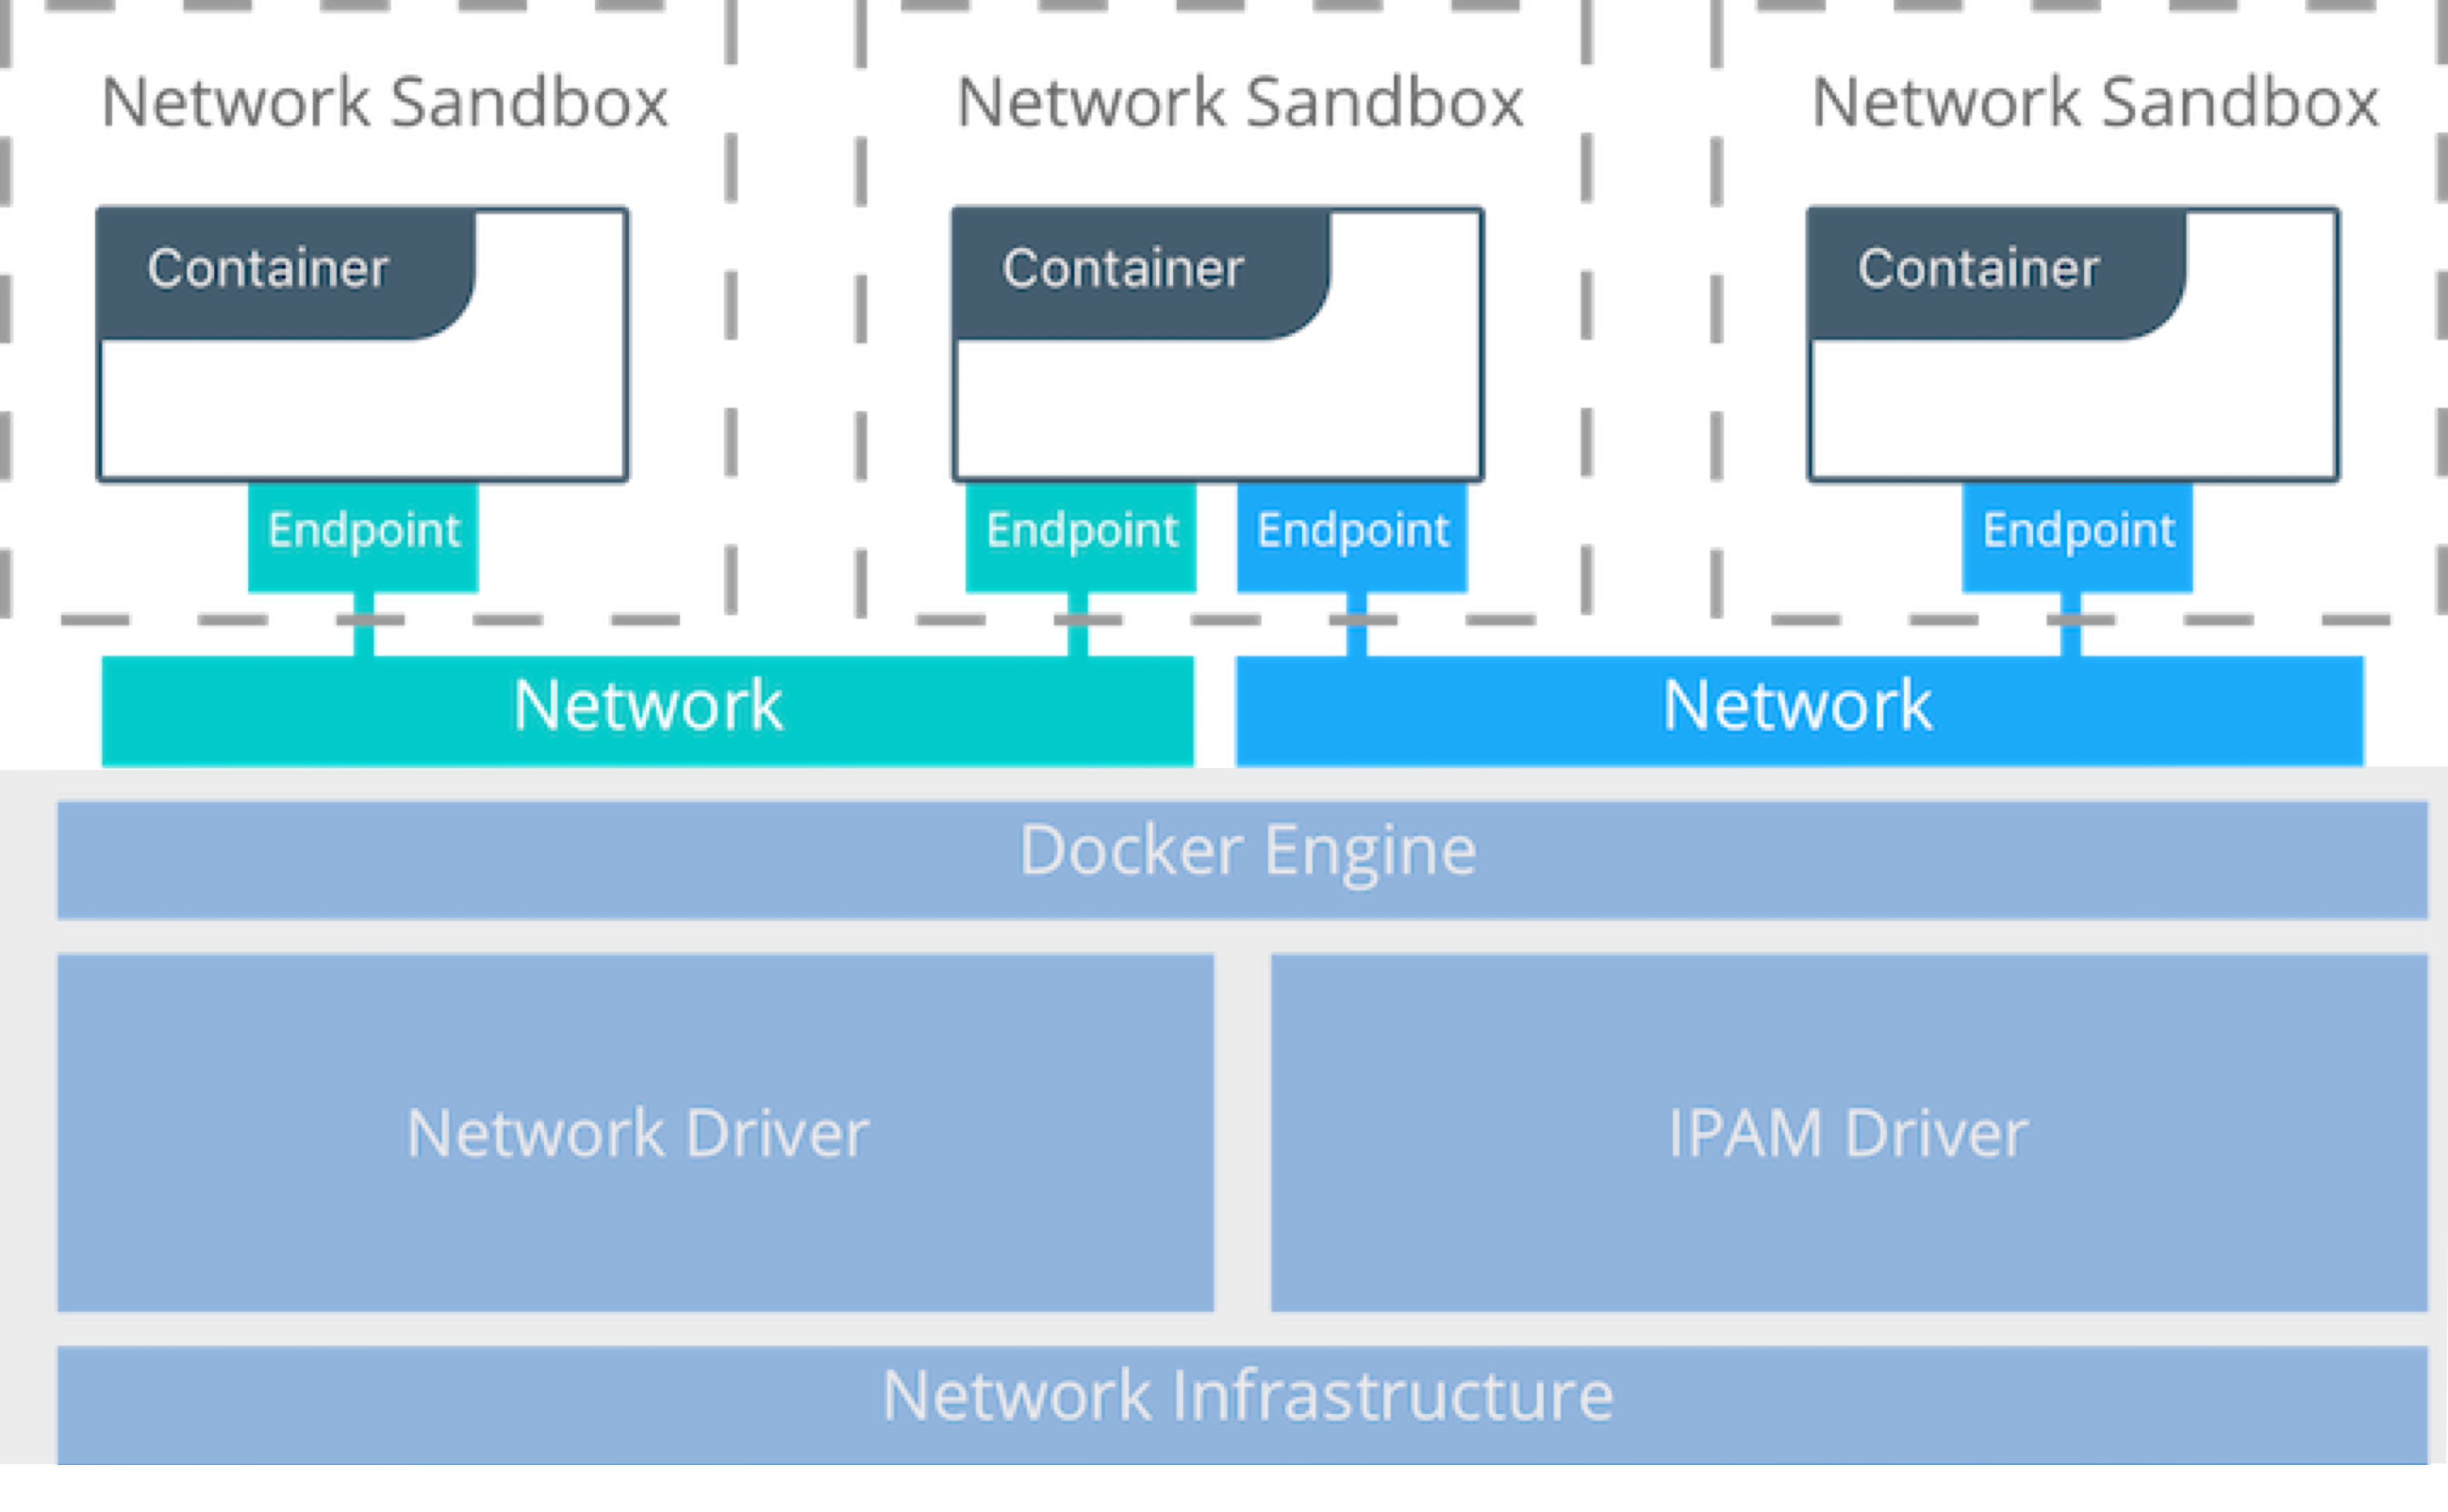 Network Sandbox
Network Sandbox
Network Sandbox
Container
Container
Container
Endpoint
Endpoint
Endpoint
Endpoint
Network
Network
Docker Engine
Network Driver
IPAM Driver
Network Infrastructure